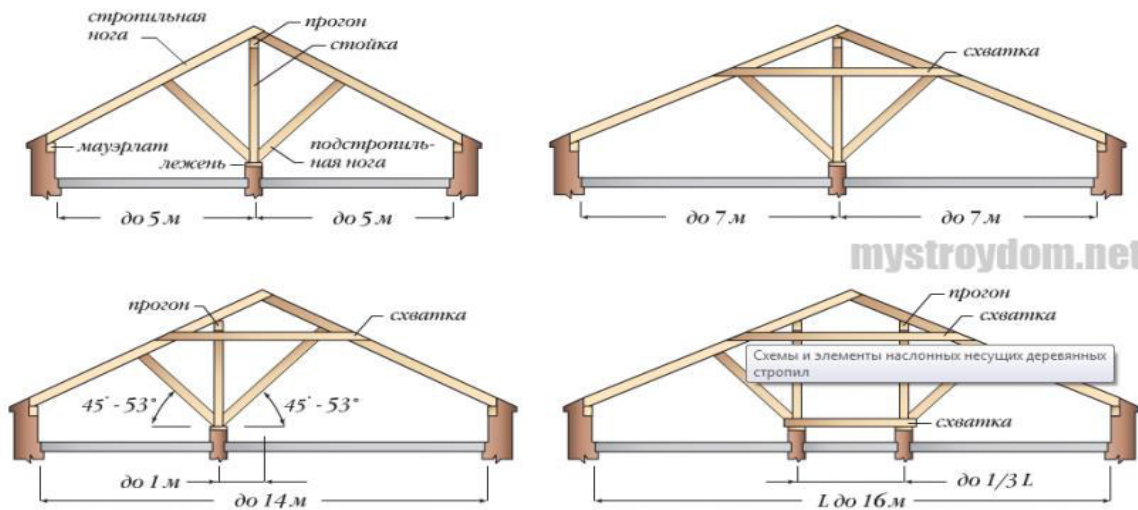 стропильная
нога
прогон
стойка
мауэрлат
лежень
подстропиль-
ная нога
до 5 м
до 5 м
схватка
до 7 м
до 7 м
mystroydom.net
прогон
схватка
45° - 53°
45° - 53°
до 1 м
до 14 м
прогон
схватка
Схемы и элементы наслонных несущих деревянных
стропил
схватка
до 1/3 L
L до 16 м